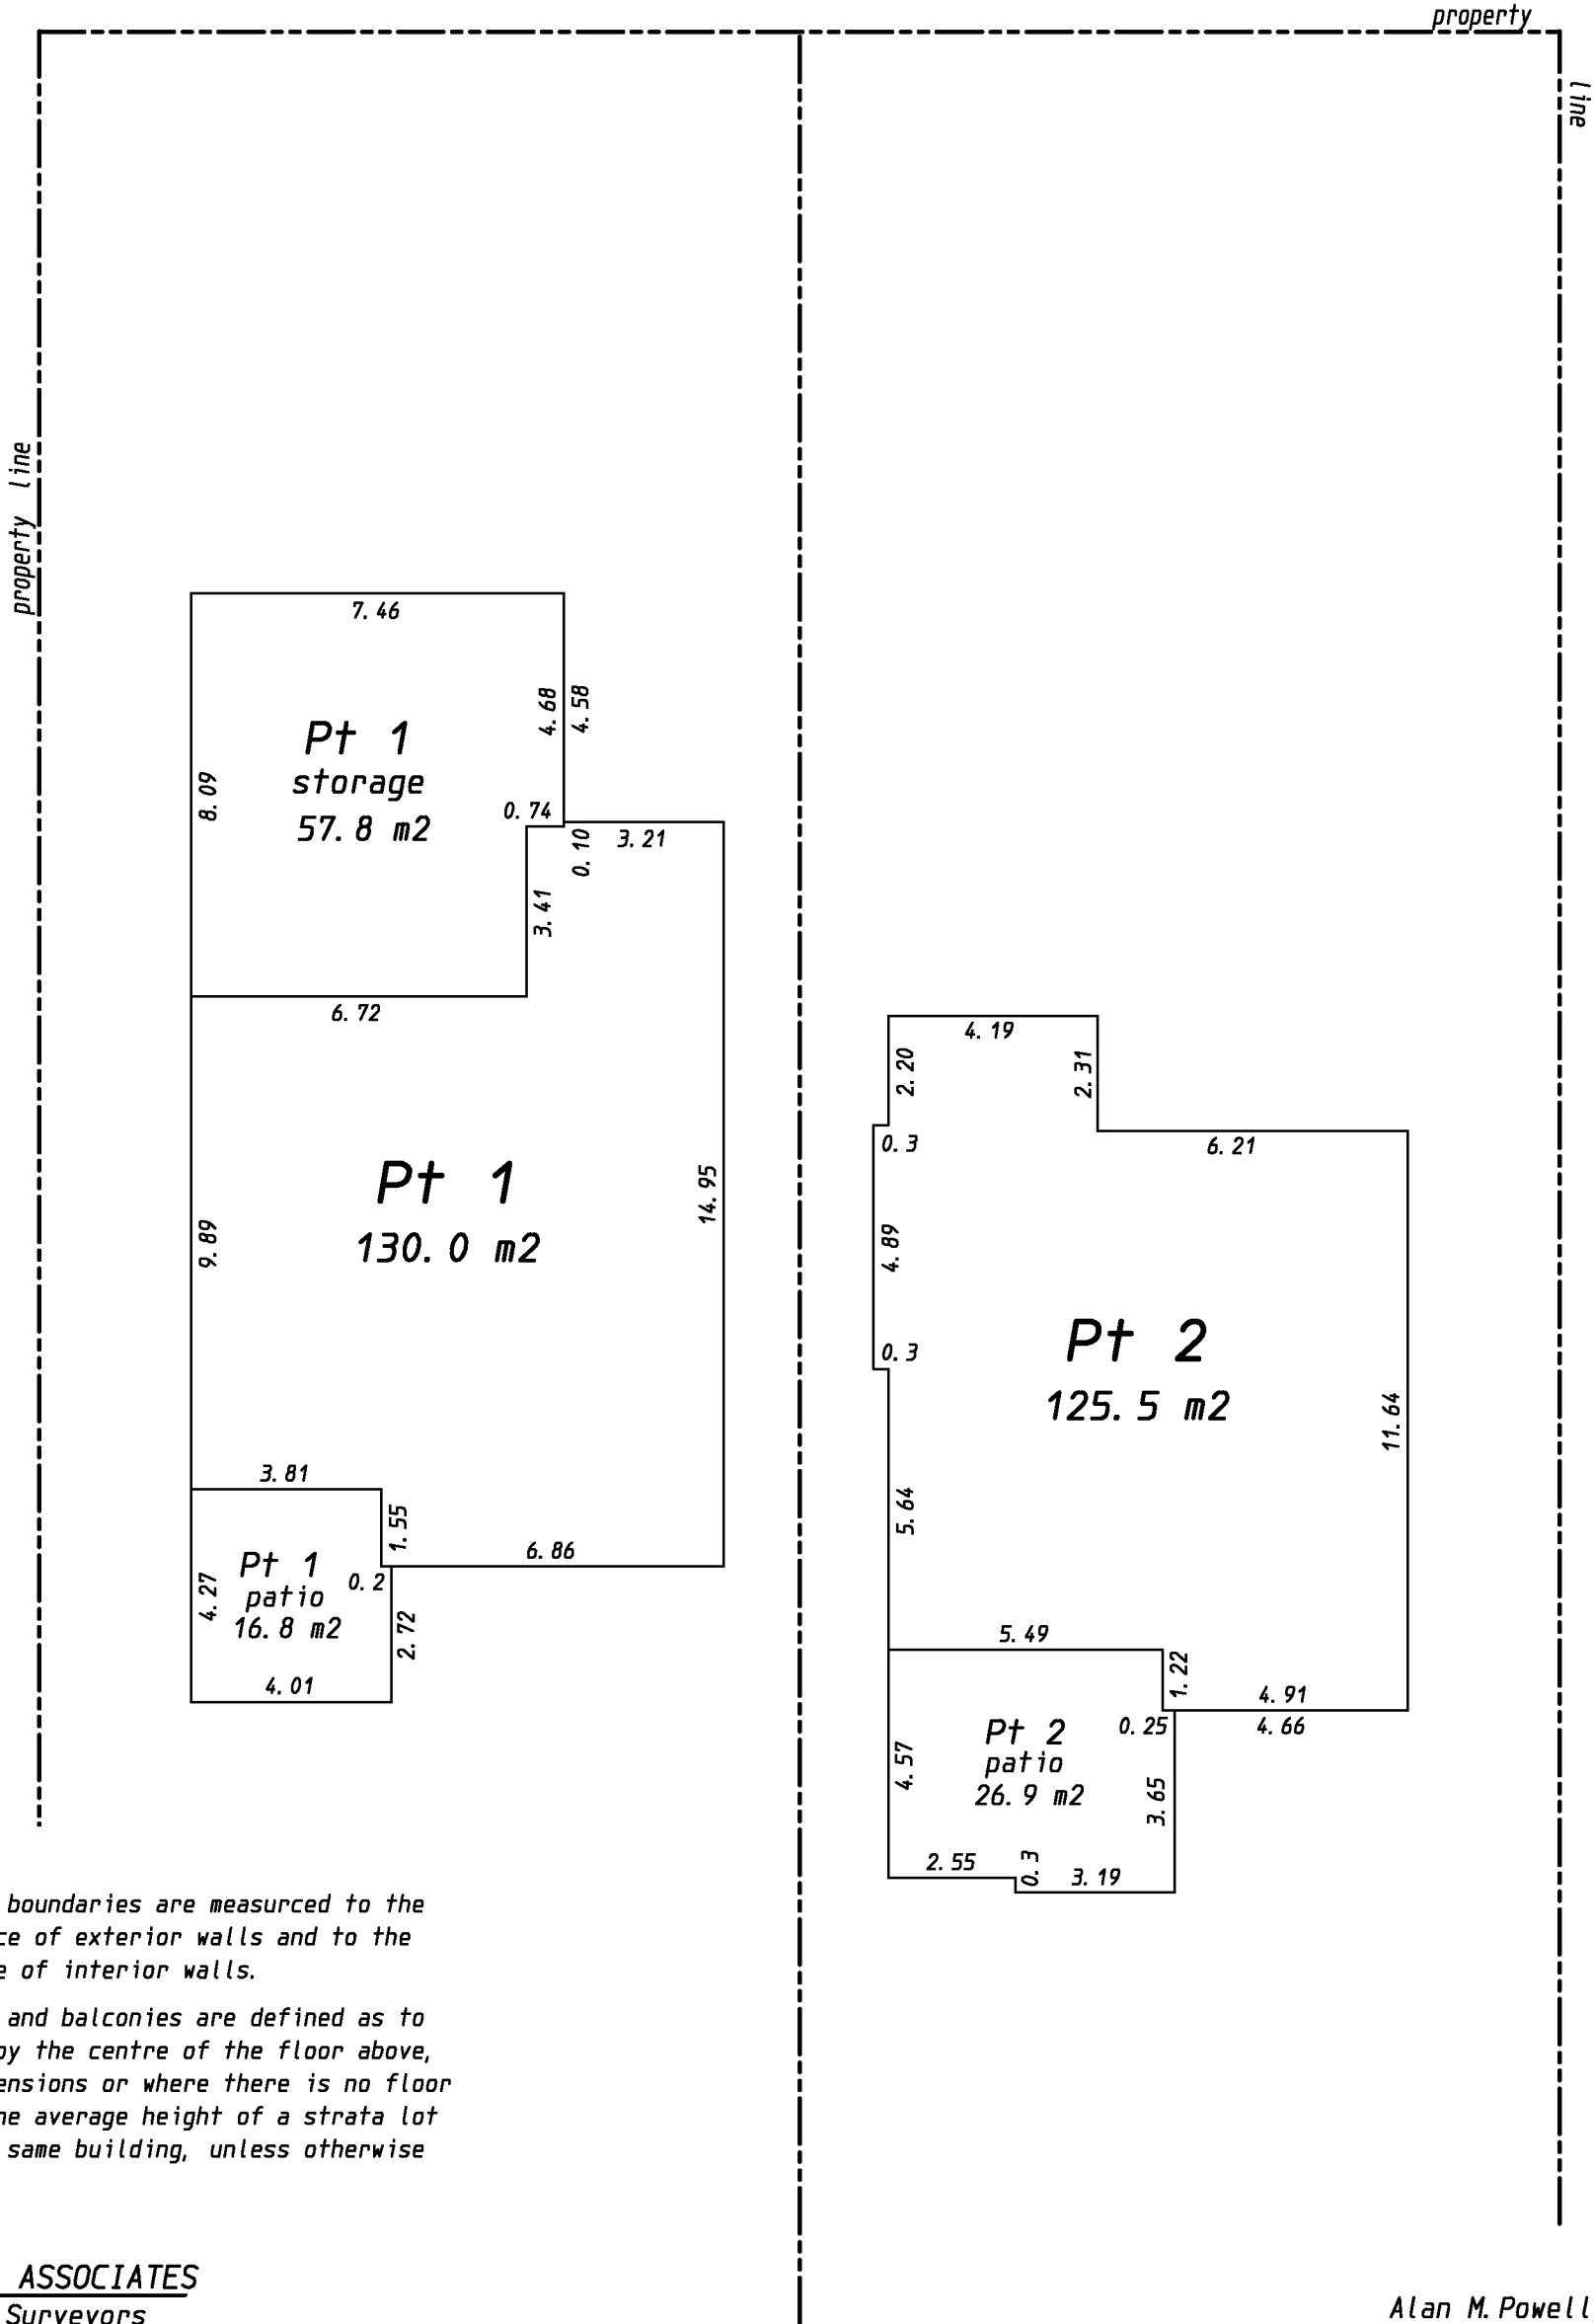 property
line
property line
7.46
4.68
4.58
Pt 1
storage
57.8 m2
8.09
0.74
0.10
3.21
3.41
6.72
4.19
2.20
2.31
0.3
6.21
Pt 1
130.0 m2
14.95
9.89
4.89
0.3
Pt 2
125.5 m2
11.64
3.81
1.55
5.64
6.86
Pt 1
patio
16.8 m2
0.2
4.27
2.72
4.01
5.49
1.22
4.91
4.66
0.25
Pt 2
patio
26.9 m2
4.57
3.65
2.55
0.3
3.19
boundaries are measurced to the
ce of exterior walls and to the
e of interior walls.
and balconies are defined as to
by the centre of the floor above,
ensions or where there is no floor
he average height of a strata lot
same building, unless otherwise
ASSOCIATES
Surveyors
Alan M. Powell